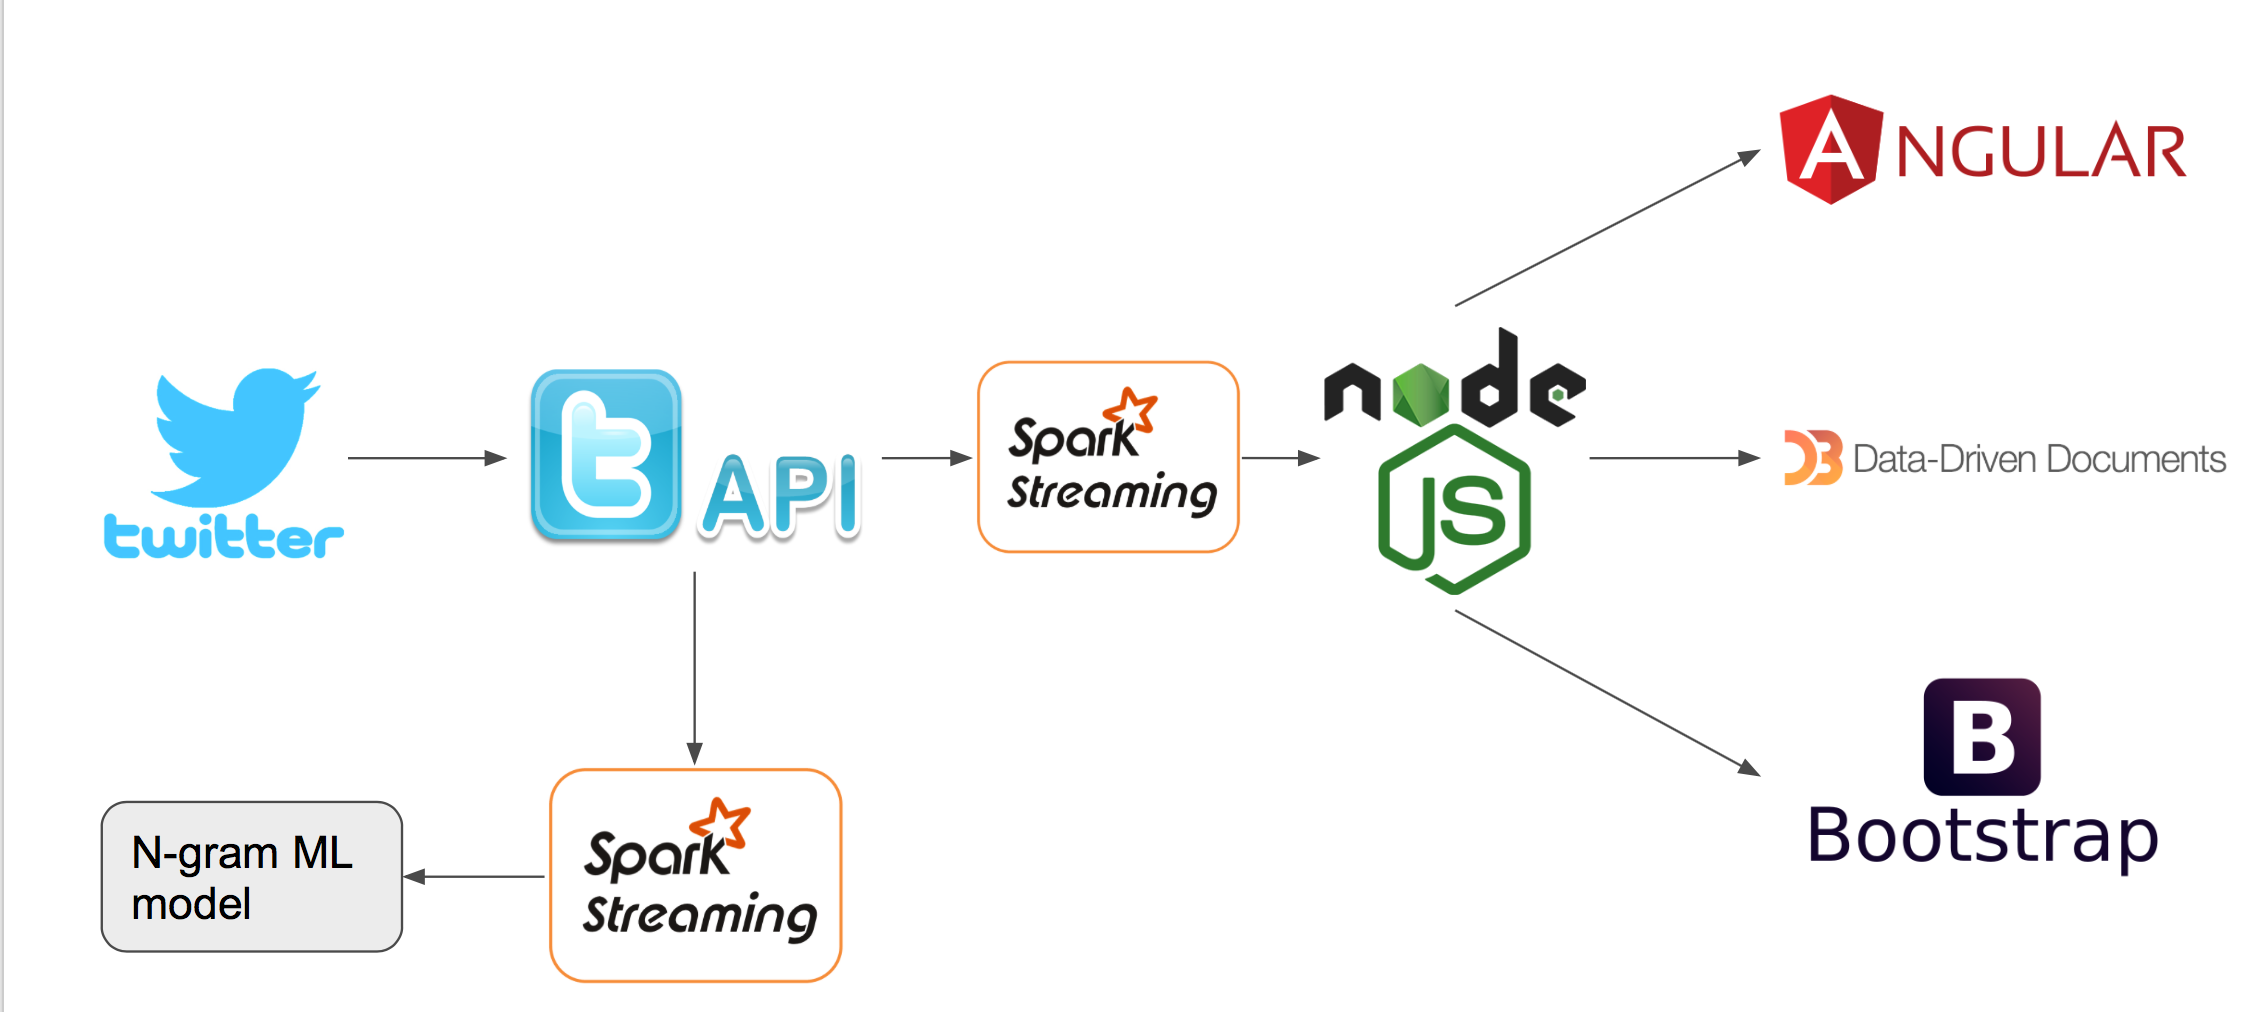 ANGULAR
twitter
t API
Spark
Streaming
node
JS
D3 Data-Driven Documents
B
Bootstrap
N-gram ML
model
Spark
Streaming